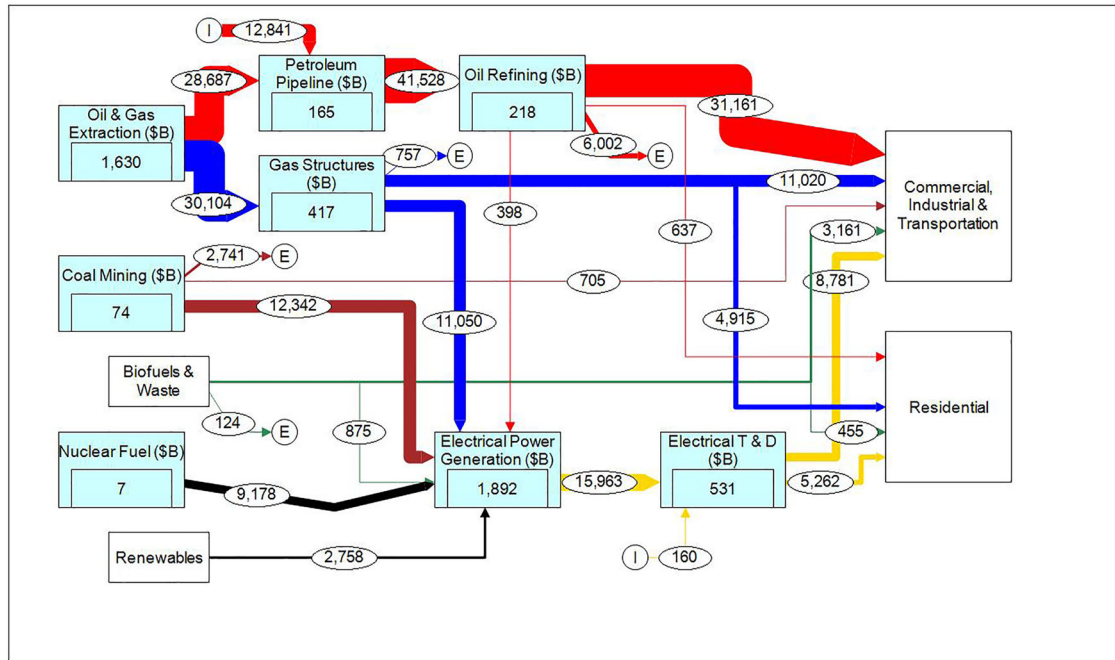 I
12,841
Petroleum
Pipeline ($B)
165
28,687
41,528
Oil Refining ($B)
218
31,161
Oil & Gas
Extraction ($B)
1,630
6,002
E
757
E
Gas Structures
($B)
417
30,104
11,020
Commercial,
Industrial &
Transportation
398
637
3,161
2,741
E
Coal Mining ($B)
74
705
8,781
12,342
11,050
4,915
Biofuels &
Waste
Residential
124
E
875
455
Nuclear Fuel ($B)
7
9,178
Electrical Power
Generation ($B)
1,892
15,963
Electrical T & D
($B)
531
5,262
Renewables
2,758
I
160